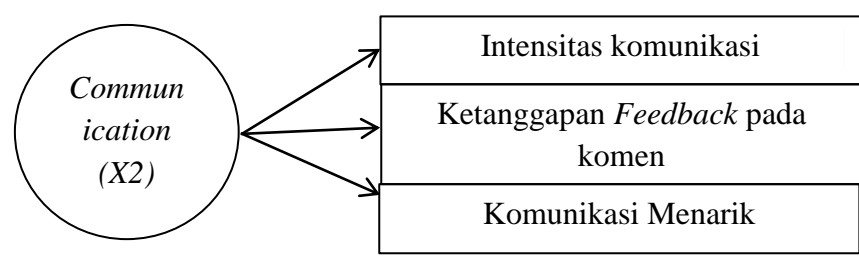 Commun
ication
(X2)
Intensitas komunikasi
Ketanggapan Feedback pada
komen
Komunikasi Menarik